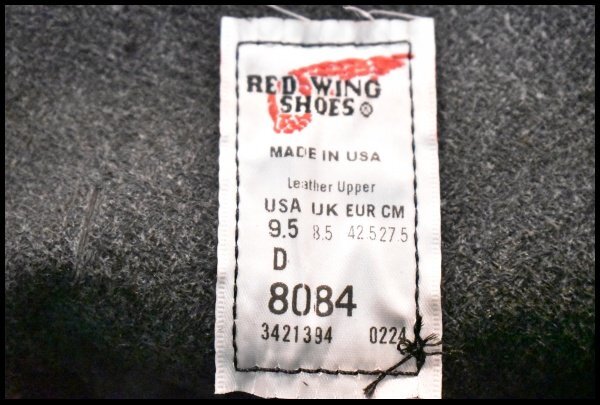 RED WING
SHOES®
MADE IN USA
Leather Upper
USA UK EUR CM
9.5 8.5 42.5 27.5
D
8084
3421394 0224